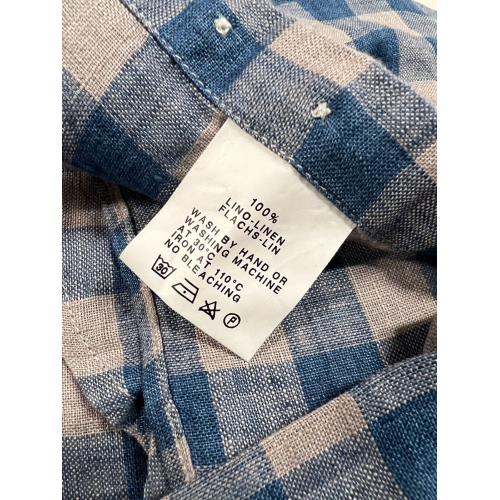 100%
LINO-LINEN
FLACHS-LIN
WASH BY HAND OR
WASHING MACHINE
AT 30°C
IRON AT 110°C
NO BLEACHING
30
P